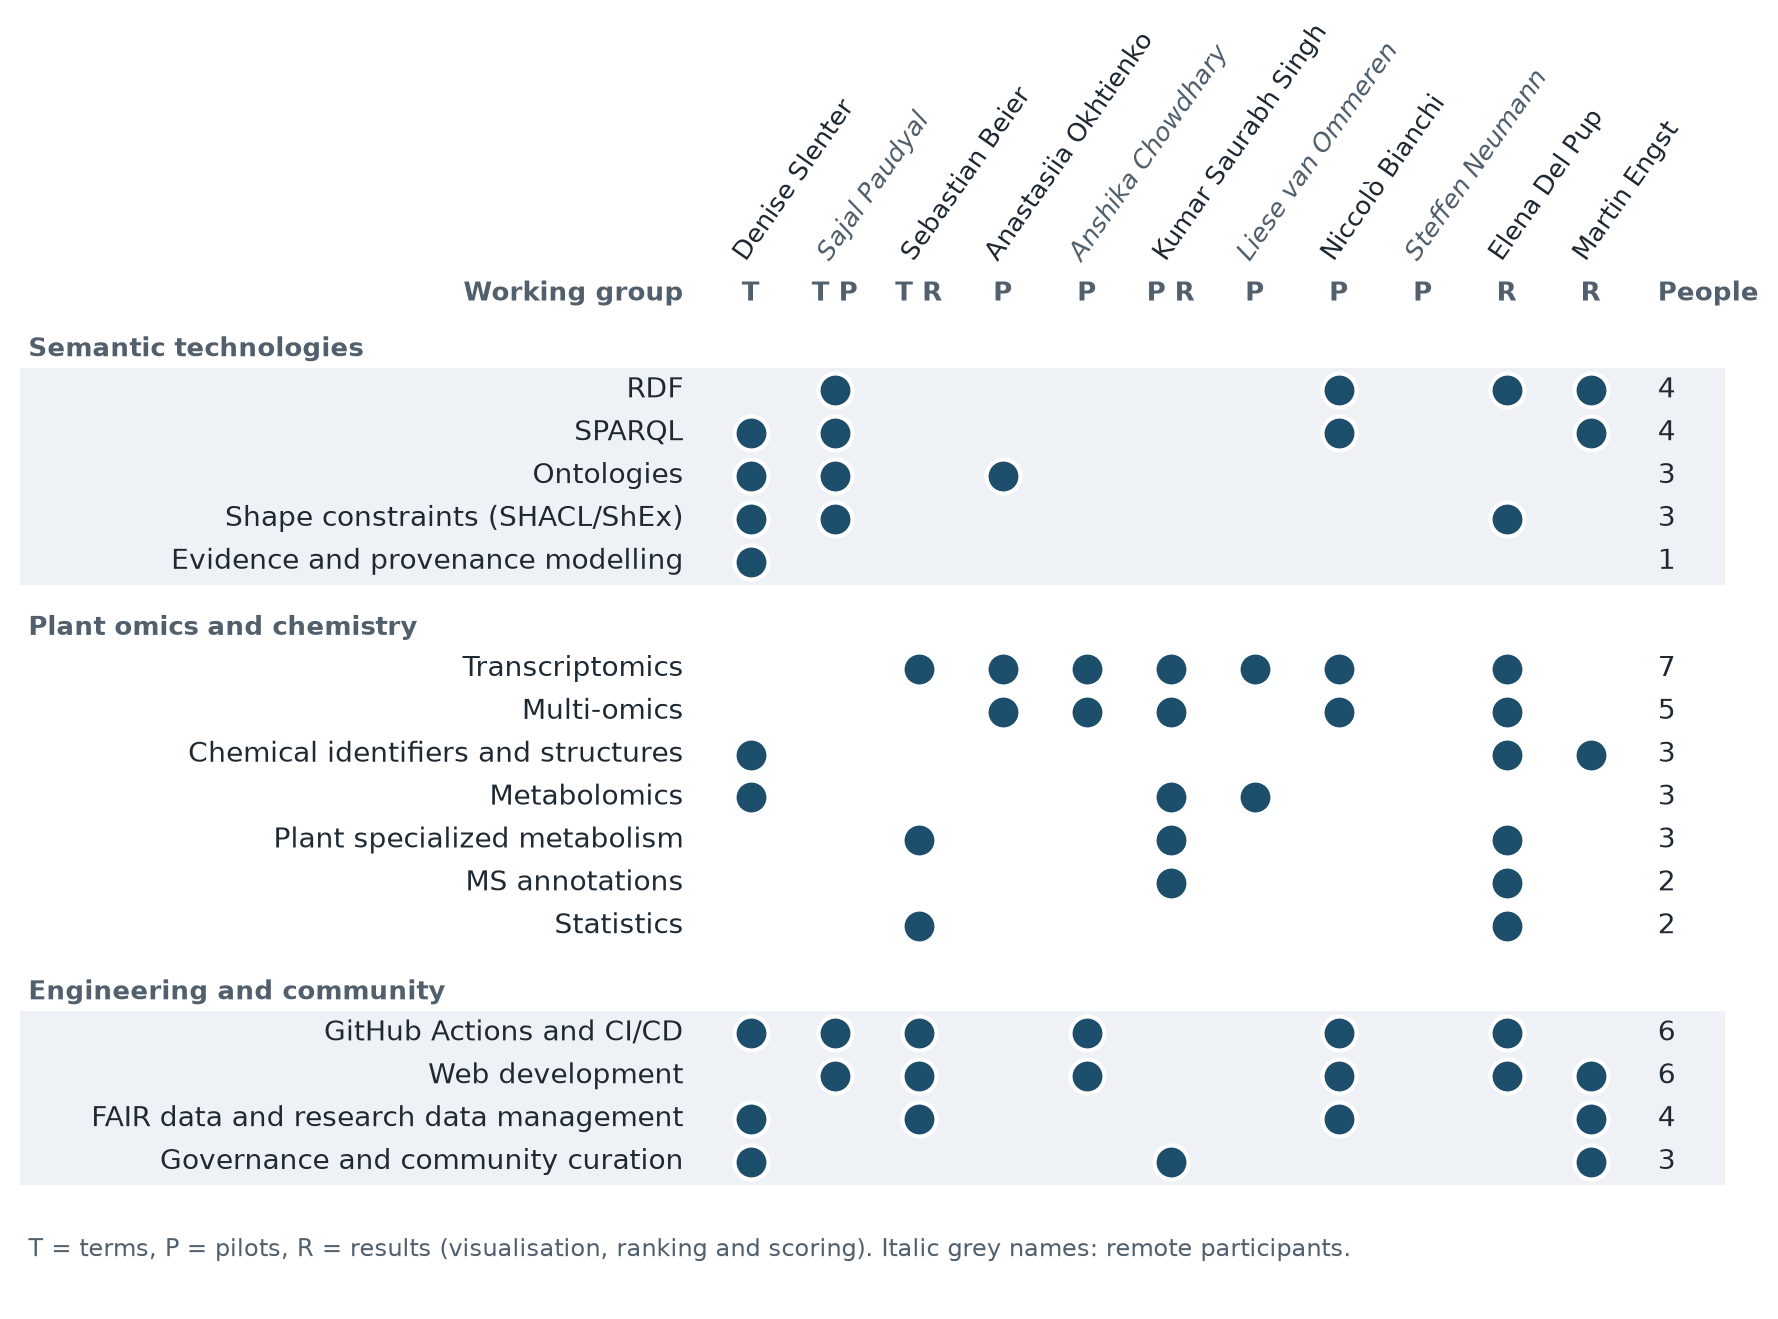 Denise Slenter
Sajal Paudyal
Sebastian Beier
Anastasiia Okhtienko
Anshika Chowdhary
Kumar Saurabh Singh
Liese van Ommeren
Niccolò Bianchi
Steffen Neumann
Elena Del Pup
Martin Engst
Working group T T P T R P P P R P P P R R People
Semantic technologies
RDF 4
SPARQL 4
Ontologies 3
Shape constraints (SHACL/ShEx) 3
Evidence and provenance modelling 1
Plant omics and chemistry
Transcriptomics 7
Multi-omics 5
Chemical identifiers and structures 3
Metabolomics 3
Plant specialized metabolism 3
MS annotations 2
Statistics 2
Engineering and community
GitHub Actions and CI/CD 6
Web development 6
FAIR data and research data management 4
Governance and community curation 3
T = terms, P = pilots, R = results (visualisation, ranking and scoring). Italic grey names: remote participants.